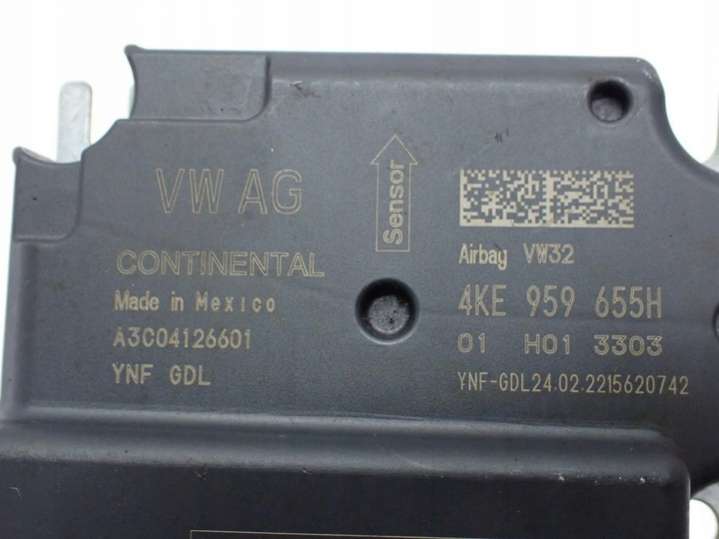 VW AG
CONTINENTAL
Made in Mexico
A3C04126601
YNF GDL
Sensor
Airbag VW32
4KE 959 655H
01 H01 3303
YNF-GDL24.02.2215620742